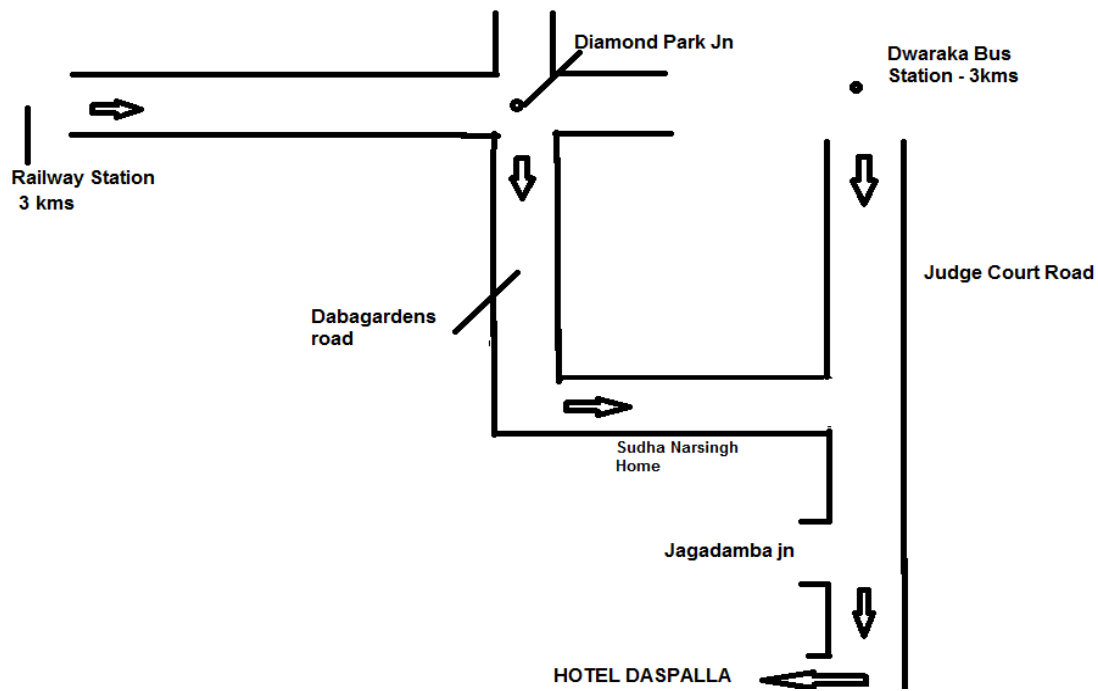 Diamond Park Jn
Dwaraka Bus
Station - 3kms
Railway Station
3 kms
Judge Court Road
Dabagardens
road
Sudha Narsingh
Home
Jagadamba jn
HOTEL DASPALLA